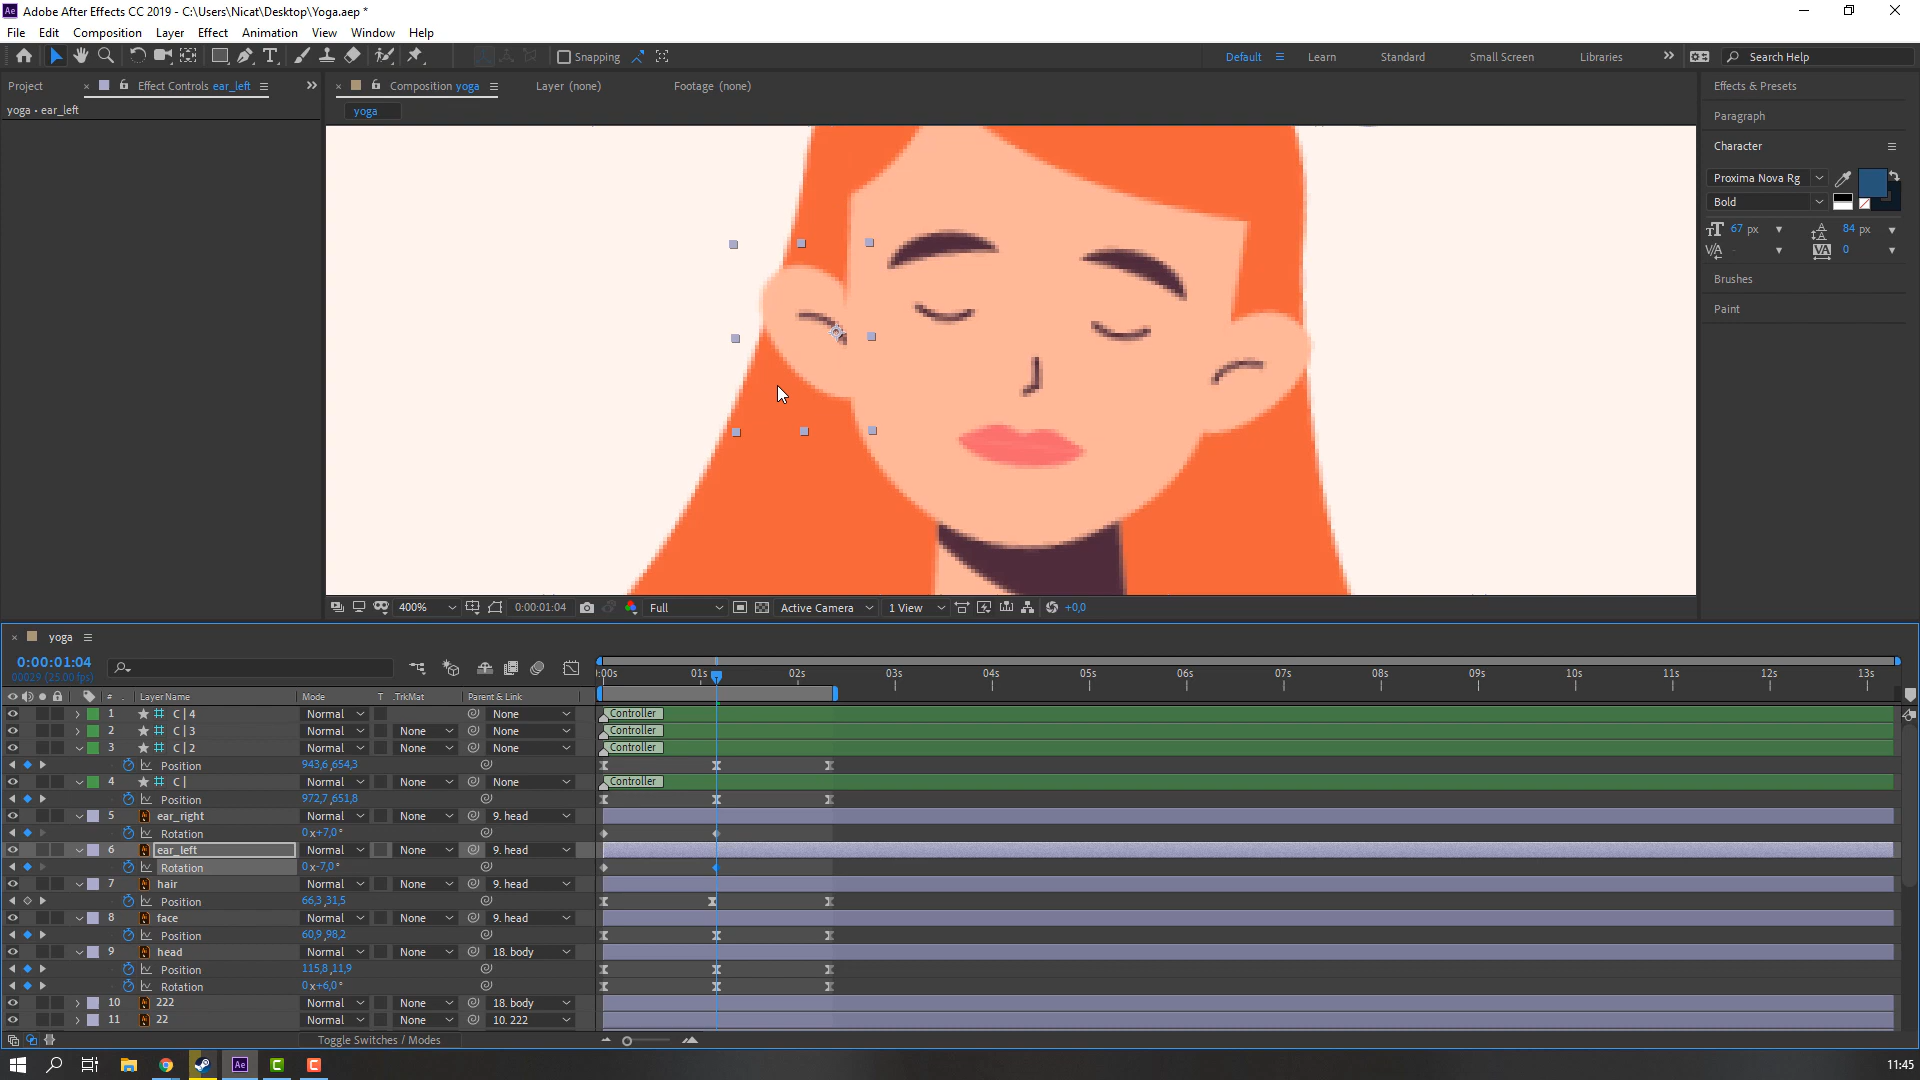 Adobe After Effects CC 2019 - C:\Users\Nicat\Desktop\Yoga.aep *
File Edit Composition Layer Effect Animation View Window Help
Snapping Default Learn Standard Small Screen Libraries Search Help
Project Effect Controls ear_left Composition yoga Layer (none) Footage (none) Effects & Presets
yoga • ear_left yoga Paragraph
Character
Proxima Nova Rg
Bold
67 px 84 px
0
Brushes
Paint
400% 0:00:01:04 Full Active Camera 1 View +0,0
yoga
0:00:01:04
00029 (25.00 fps)
:00s 01s 02s 03s 04s 05s 06s 07s 08s 09s 10s 11s 12s 13s
# Layer Name Mode T .TrkMat Parent & Link
1 C | 4 Normal None Controller
2 C | 3 Normal None None Controller
3 C | 2 Normal None None Controller
Position 943,6,654,3
4 C | Normal None None Controller
Position 972,7,651,8
5 ear_right Normal None 9. head
Rotation 0x+7,0°
6 ear_left Normal None 9. head
Rotation 0x-7,0°
7 hair Normal None 9. head
Position 66,3,31,5
8 face Normal None 9. head
Position 60,9,98,2
9 head Normal None 18. body
Position 115,8,11,9
Rotation 0x+6,0°
10 222 Normal None 18. body
11 22 Normal None 10. 222
Toggle Switches / Modes
11:45